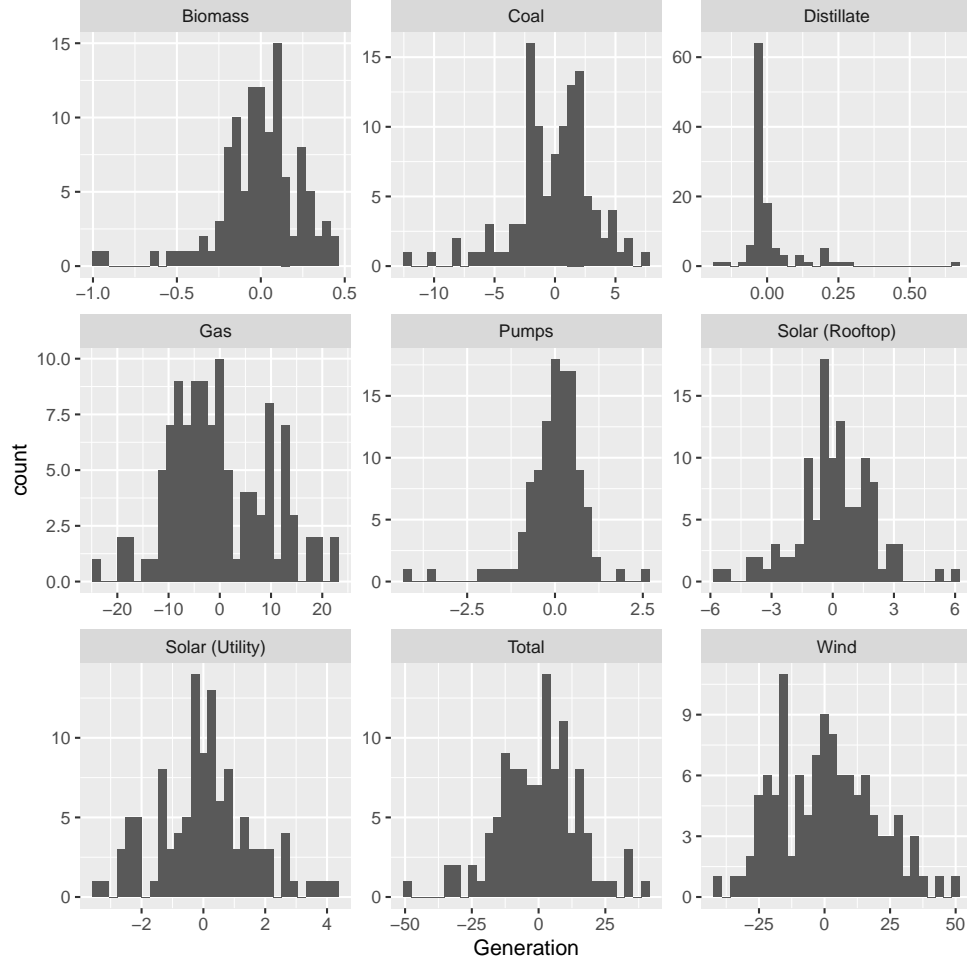 Biomass Coal Distillate
15
10
5
0
−1.0 −0.5 0.0 0.5
15
10
5
0
−10 −5 0 5
60
40
20
0
0.00 0.25 0.50
Gas Pumps Solar (Rooftop)
10.0
7.5
5.0
2.5
0.0
−20 −10 0 10 20
15
10
5
0
−2.5 0.0 2.5
15
10
5
0
−6 −3 0 3 6
Solar (Utility) Total Wind
10
5
0
−2 0 2 4
10
5
0
−50 −25 0 25
9
6
3
0
−25 0 25 50
count
Generation